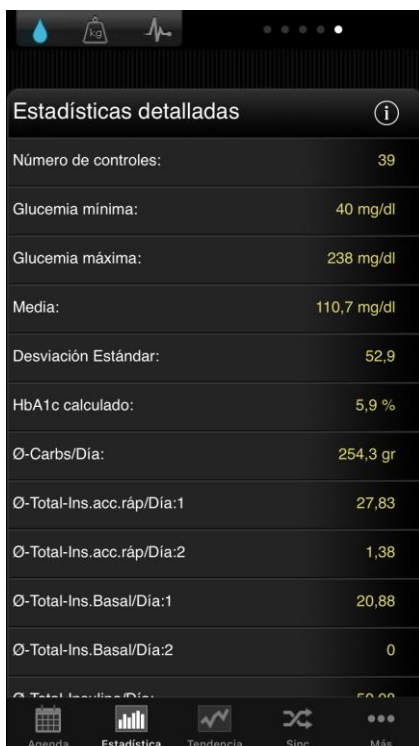 kg
Estadísticas detalladas
Número de controles: 39
Glucemia mínima: 40 mg/dl
Glucemia máxima: 238 mg/dl
Media: 110,7 mg/dl
Desviación Estándar: 52,9
HbA1c calculado: 5,9 %
Ø-Carbs/Día: 254,3 gr
Ø-Total-Ins.acc.ráp/Día:1 27,83
Ø-Total-Ins.acc.ráp/Día:2 1,38
Ø-Total-Ins.Basal/Día:1 20,88
Ø-Total-Ins.Basal/Día:2 0
Ø-Total-Insulina/Día:
Agenda Estadística Tendencia Sinc. Más